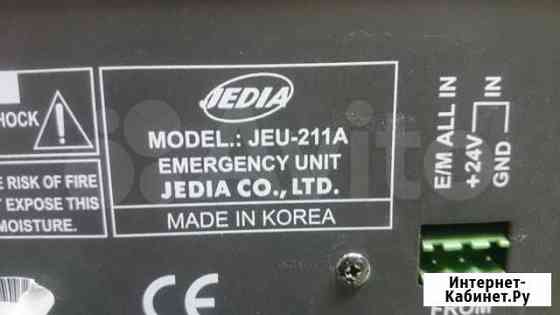 HOCK
RISK OF FIRE
EXPOSE THIS
MOISTURE.
JEDIA
MODEL.: JEU-211A
EMERGENCY UNIT
JEDIA CO., LTD.
MADE IN KOREA
CE
E/M ALL IN
+24V
GND
IN
FROM
Avito
Интернет-
Кабинет.Ру